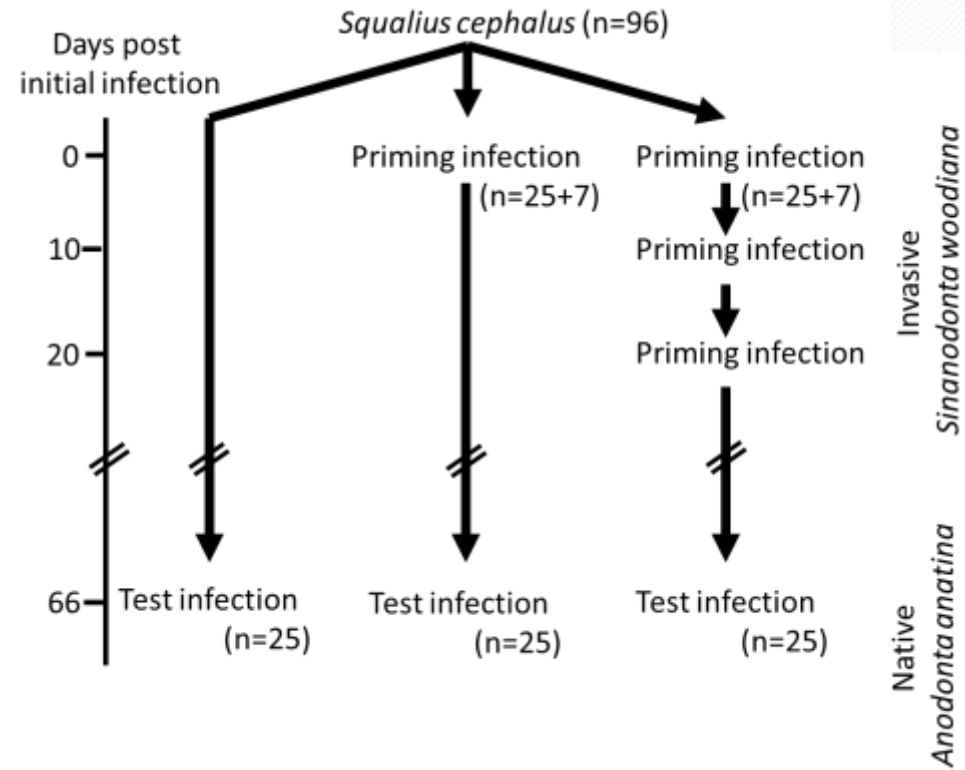 Squalius cephalus (n=96)
Days post
initial infection
0
Priming infection
(n=25+7)
Priming infection
(n=25+7)
10
Priming infection
20
Priming infection
Invasive
Sinanodonta woodiana
66
Test infection
(n=25)
Test infection
(n=25)
Test infection
(n=25)
Native
Anodonta anatina